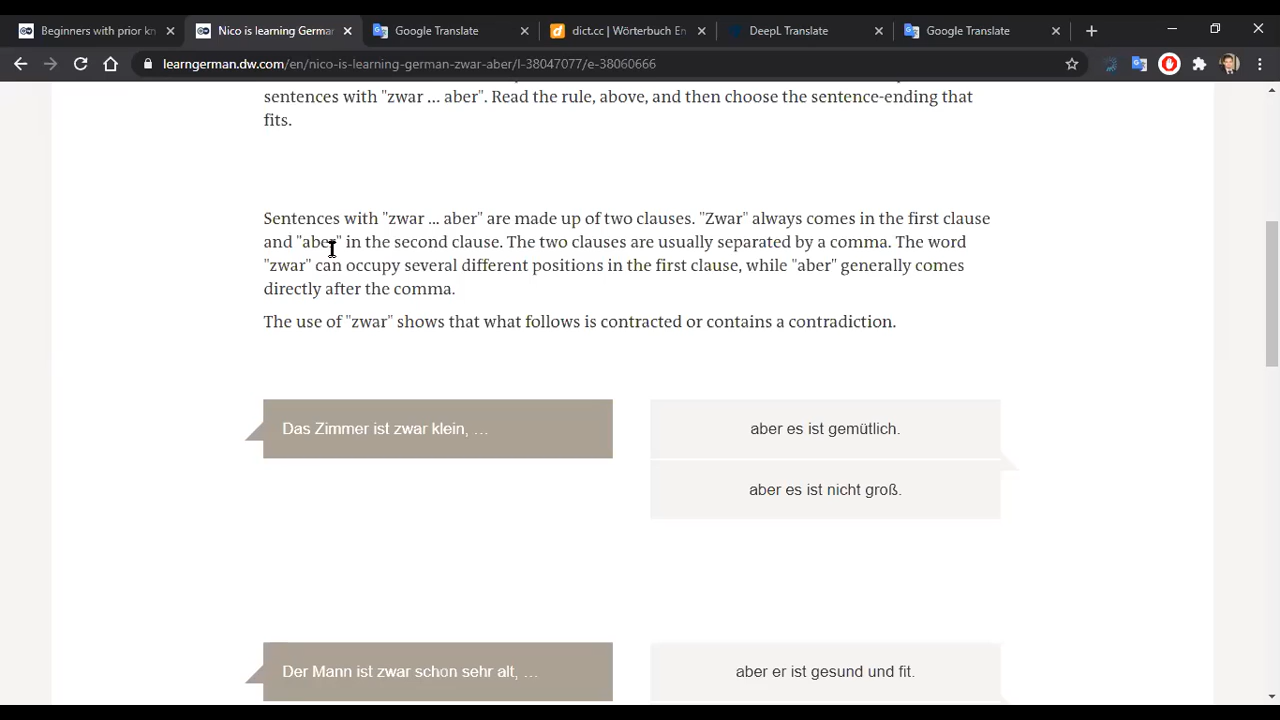 Beginners with prior kn
Nico is learning Germa
Google Translate
dict.cc | Wörterbuch En
DeepL Translate
Google Translate
learngerman.dw.com/en/nico-is-learning-german-zwar-aber/l-38047077/e-38060666
sentences with "zwar ... aber". Read the rule, above, and then choose the sentence-ending that
fits.
Sentences with "zwar ... aber" are made up of two clauses. "Zwar" always comes in the first clause
and "aber" in the second clause. The two clauses are usually separated by a comma. The word
"zwar" can occupy several different positions in the first clause, while "aber" generally comes
directly after the comma.
The use of "zwar" shows that what follows is contracted or contains a contradiction.
Das Zimmer ist zwar klein, …
aber es ist gemütlich.
aber es ist nicht groß.
Der Mann ist zwar schon sehr alt, …
aber er ist gesund und fit.